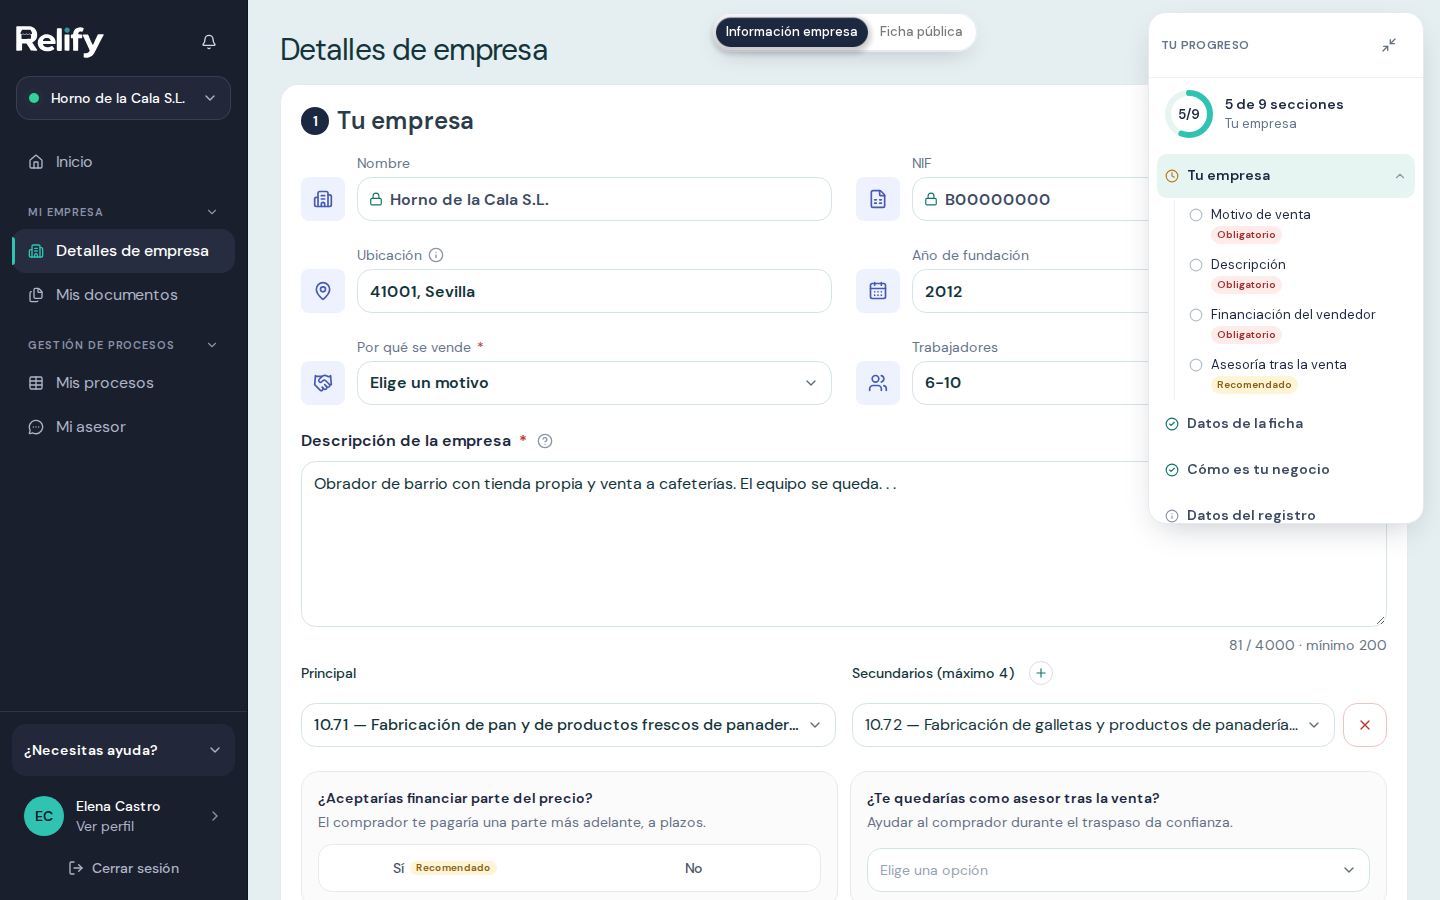 Relify
Horno de la Cala S.L.
Inicio
MI EMPRESA
Detalles de empresa
Mis documentos
GESTIÓN DE PROCESOS
Mis procesos
Mi asesor
¿Necesitas ayuda?
EC
Elena Castro
Ver perfil
Cerrar sesión
Detalles de empresa
Información empresa
Ficha pública
1 Tu empresa
Nombre
Horno de la Cala S.L.
NIF
B00000000
Ubicación
41001, Sevilla
Año de fundación
2012
Por qué se vende *
Elige un motivo
Trabajadores
6-10
Descripción de la empresa *
Obrador de barrio con tienda propia y venta a cafeterías. El equipo se queda. . .
81 / 4000 · mínimo 200
Principal
10.71 — Fabricación de pan y de productos frescos de panader...
Secundarios (máximo 4)
10.72 — Fabricación de galletas y productos de panadería...
¿Aceptarías financiar parte del precio?
El comprador te pagaría una parte más adelante, a plazos.
Sí Recomendado
No
¿Te quedarías como asesor tras la venta?
Ayudar al comprador durante el traspaso da confianza.
Elige una opción
TU PROGRESO
5/9
5 de 9 secciones
Tu empresa
Tu empresa
Motivo de venta
Obligatorio
Descripción
Obligatorio
Financiación del vendedor
Obligatorio
Asesoría tras la venta
Recomendado
Datos de la ficha
Cómo es tu negocio
Datos del registro